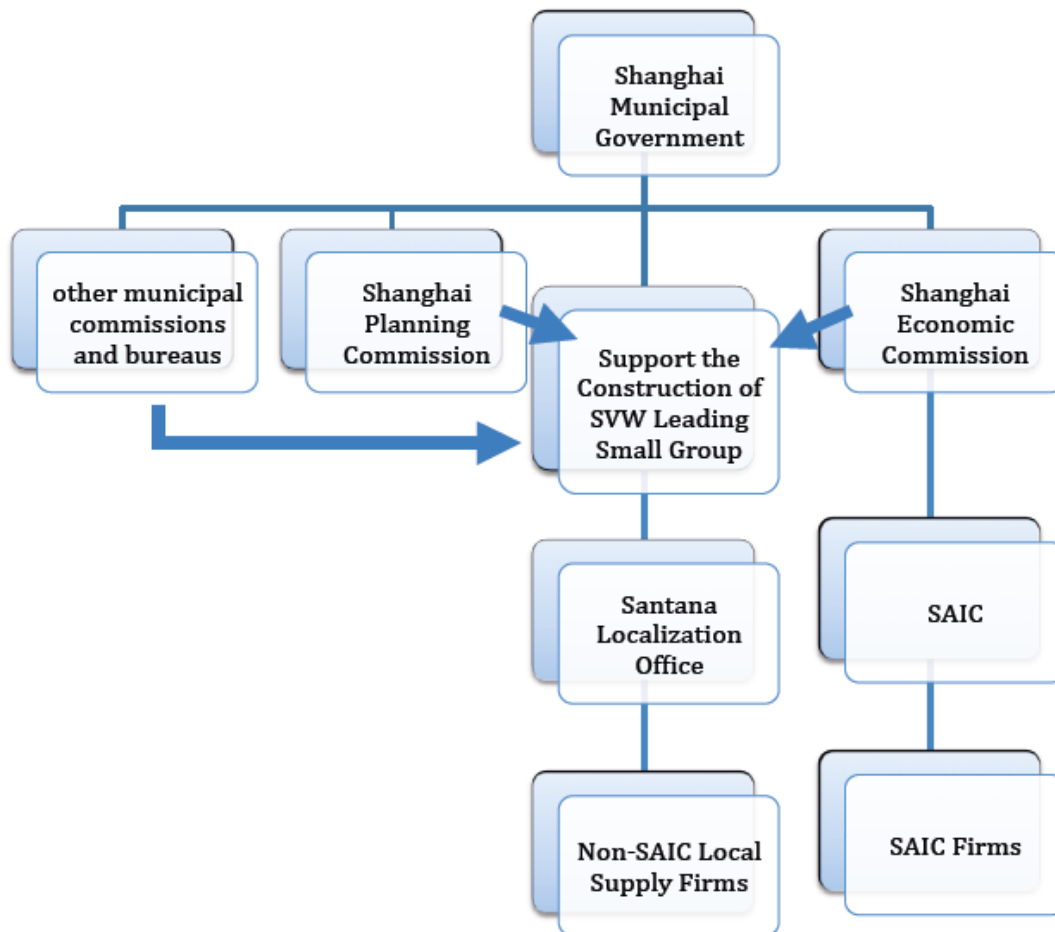 Shanghai
Municipal
Government
other municipal
commissions
and bureaus
Shanghai
Planning
Commission
Support the
Construction of
SVW Leading
Small Group
Shanghai
Economic
Commission
Santana
Localization
Office
SAIC
Non-SAIC Local
Supply Firms
SAIC Firms